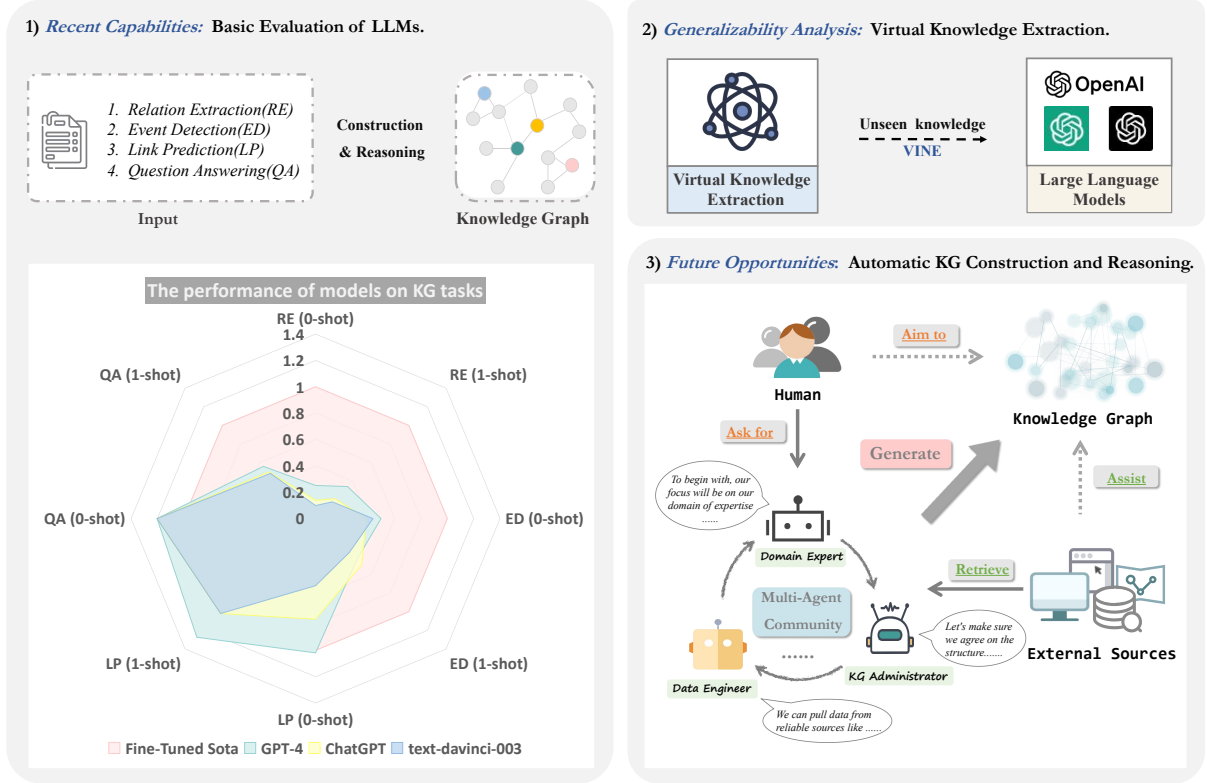 1) Recent Capabilities: Basic Evaluation of LLMs.
1. Relation Extraction(RE)
2. Event Detection(ED)
3. Link Prediction(LP)
4. Question Answering(QA)
Input
Construction
& Reasoning
Knowledge Graph
The performance of models on KG tasks
RE (0-shot)
1.4
1.2
1
0.8
0.6
0.4
0.2
0
QA (1-shot)
RE (1-shot)
QA (0-shot)
ED (0-shot)
LP (1-shot)
ED (1-shot)
LP (0-shot)
Fine-Tuned Sota
GPT-4
ChatGPT
text-davinci-003
2) Generalizability Analysis: Virtual Knowledge Extraction.
Virtual Knowledge
Extraction
Unseen knowledge
VINE
OpenAI
Large Language
Models
3) Future Opportunities: Automatic KG Construction and Reasoning.
Human
Aim to
Knowledge Graph
Ask for
Generate
Assist
To begin, with, our
focus will be on our
domain of expertise
......
Domain Expert
Retrieve
Multi-Agent
Community
......
Let's make sure
we agree on the
structure.......
External Sources
KG Administrator
Data Engineer
We can pull data from
reliable sources like ......